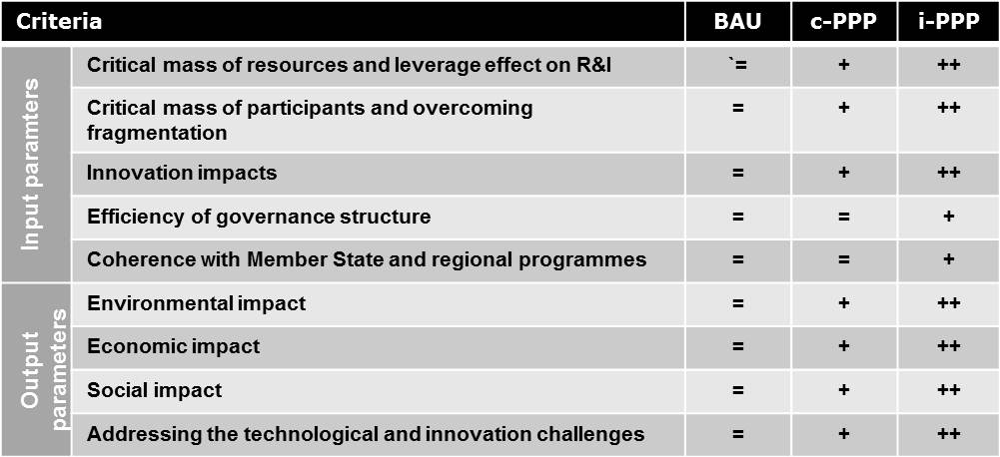 Criteria BAU c-PPP i-PPP
Input paramters
Critical mass of resources and leverage effect on R&I `= + ++
Critical mass of participants and overcoming
fragmentation = + ++
Innovation impacts = + ++
Efficiency of governance structure = = +
Coherence with Member State and regional programmes = = +
Output
parameters
Environmental impact = + ++
Economic impact = + ++
Social impact = + ++
Addressing the technological and innovation challenges = + ++